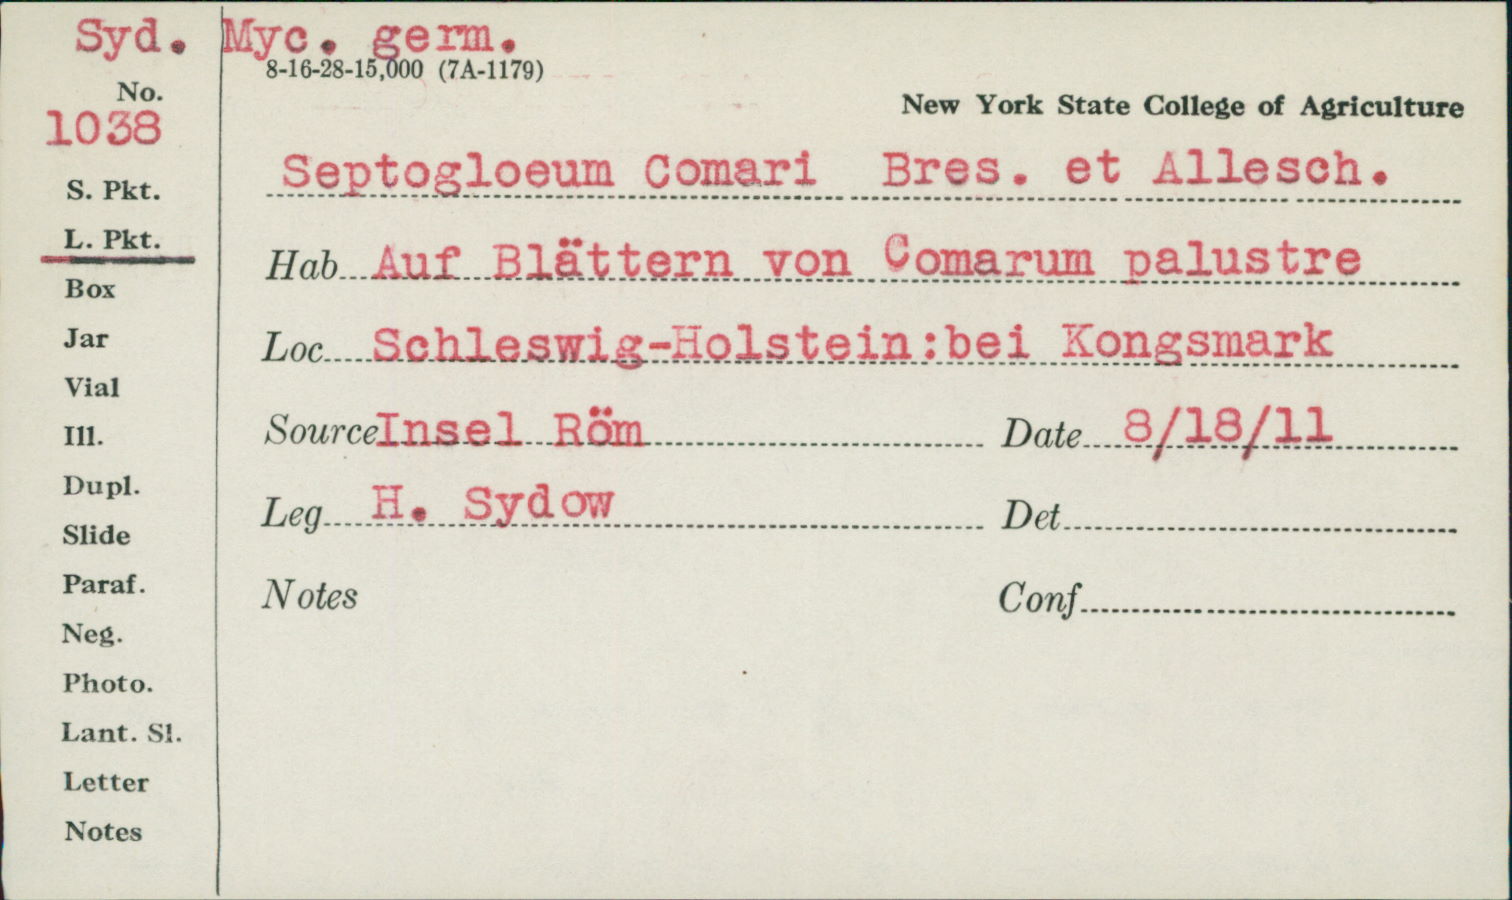 Syd. Myc. germ.
8-16-28-15,000 (7A-1179)
No.
1038
New York State College of Agriculture
Septogloeum Comari Bres. et Allesch.
S. Pkt.
L. Pkt.
Hab Auf Blättern von Comarum palustre
Box
Jar
Loc Schleswig-Holstein:bei Kongsmark
Vial
Ill.
Source Insel Röm Date 8/18/11
Dupl.
Slide
Leg H. Sydow Det
Paraf.
Notes Conf
Neg.
Photo.
Lant. Sl.
Letter
Notes